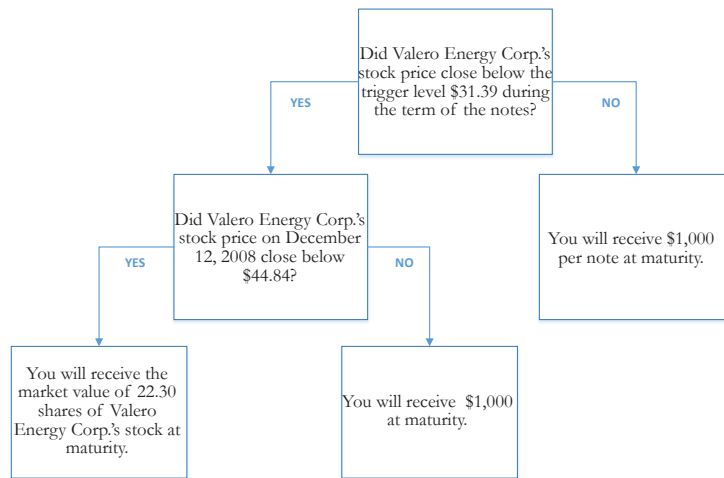 Did Valero Energy Corp.'s
stock price close below the
trigger level $31.39 during
the term of the notes?
YES
NO
Did Valero Energy Corp.'s
stock price on December
12, 2008 close below
$44.84?
You will receive $1,000
per note at maturity.
YES
NO
You will receive the
market value of 22.30
shares of Valero
Energy Corp.'s stock at
maturity.
You will receive $1,000
at maturity.